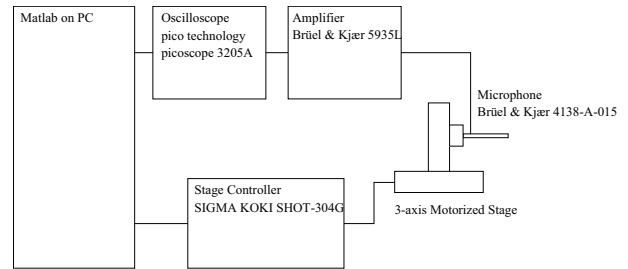 Matlab on PC
Oscilloscope
pico technology
picoscope 3205A
Amplifier
Brüel & Kjær 5935L
Microphone
Brüel & Kjær 4138-A-015
Stage Controller
SIGMA KOKI SHOT-304G
3-axis Motorized Stage